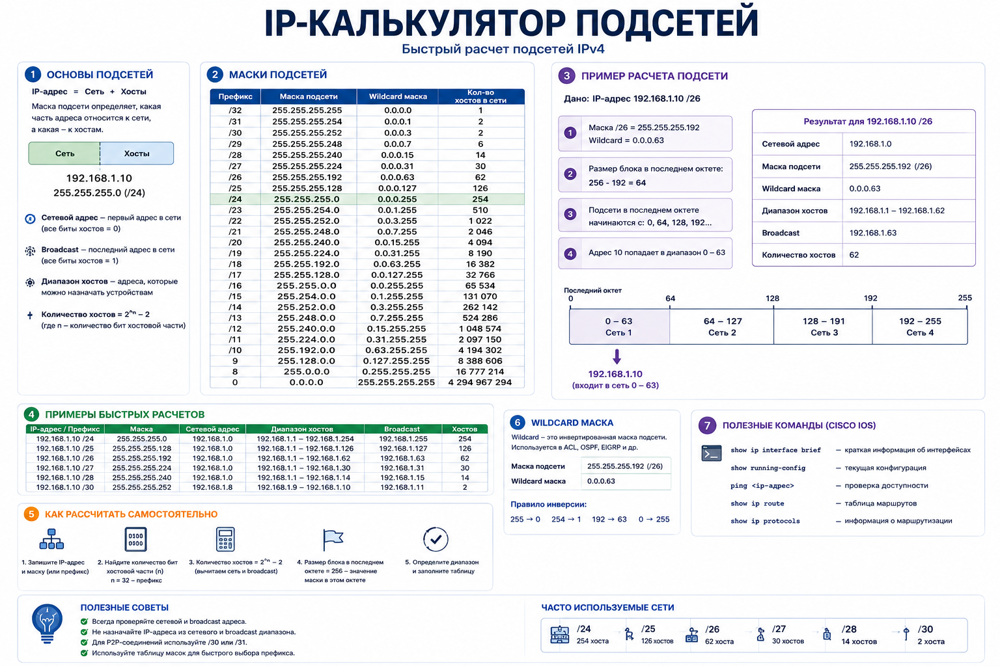 IP-КАЛЬКУЛЯТОР ПОДСЕТЕЙ
Быстрый расчет подсетей IPv4
1 ОСНОВЫ ПОДСЕТЕЙ
IP-адрес = Сеть + Хосты
Маска подсети определяет, какая
часть адреса относится к сети,
а какая – к хостам.
Сеть Хосты
192.168.1.10
255.255.255.0 (/24)
Сетевой адрес – первый адрес в сети
(все биты хостов = 0)
Broadcast – последний адрес в сети
(все биты хостов = 1)
Диапазон хостов – адреса, которые
можно назначать устройствам
Количество хостов = 2^n – 2
(где n – количество бит хостовой части)
2 МАСКИ ПОДСЕТЕЙ
Префикс Маска подсети Wildcard маска Кол-во хостов в сети
/32 255.255.255.255 0.0.0.0 1
/31 255.255.255.254 0.0.0.1 2
/30 255.255.255.252 0.0.0.3 2
/29 255.255.255.248 0.0.0.7 6
/28 255.255.255.240 0.0.0.15 14
/27 255.255.255.224 0.0.0.31 30
/26 255.255.255.192 0.0.0.63 62
/25 255.255.255.128 0.0.0.127 126
/24 255.255.255.0 0.0.0.255 254
/23 255.255.254.0 0.0.1.255 510
/22 255.255.252.0 0.0.3.255 1 022
/21 255.255.248.0 0.0.7.255 2 046
/20 255.255.240.0 0.0.15.255 4 094
/19 255.255.224.0 0.0.31.255 8 190
/18 255.255.192.0 0.0.63.255 16 382
/17 255.255.128.0 0.0.127.255 32 766
/16 255.255.0.0 0.0.255.255 65 534
/15 255.254.0.0 0.1.255.255 131 070
/14 255.252.0.0 0.3.255.255 262 142
/13 255.248.0.0 0.7.255.255 524 286
/12 255.240.0.0 0.15.255.255 1 048 574
/11 255.224.0.0 0.31.255.255 2 097 150
/10 255.192.0.0 0.63.255.255 4 194 302
9 255.128.0.0 0.127.255.255 8 388 606
8 255.0.0.0 0.255.255.255 16 777 214
0 0.0.0.0 255.255.255.255 4 294 967 294
3 ПРИМЕР РАСЧЕТА ПОДСЕТИ
Дано: IP-адрес 192.168.1.10 /26
1 Маска /26 = 255.255.255.192
Wildcard = 0.0.0.63
2 Размер блока в последнем октете:
256 - 192 = 64
3 Подсети в последнем октете
начинаются с: 0, 64, 128, 192...
4 Адрес 10 попадает в диапазон 0 – 63
Результат для 192.168.1.10 /26
Сетевой адрес 192.168.1.0
Маска подсети 255.255.255.192 (/26)
Wildcard маска 0.0.0.63
Диапазон хостов 192.168.1.1 – 192.168.1.62
Broadcast 192.168.1.63
Количество хостов 62
Последний октет
0 64 128 192 255
0 – 63 64 – 127 128 – 191 192 – 255
Сеть 1 Сеть 2 Сеть 3 Сеть 4
192.168.1.10
(входит в сеть 0 – 63)
4 ПРИМЕРЫ БЫСТРЫХ РАСЧЕТОВ
IP-адрес / Префикс Маска Сетевой адрес Диапазон хостов Broadcast Хостов
192.168.1.10 /24 255.255.255.0 192.168.1.0 192.168.1.1 – 192.168.1.254 192.168.1.255 254
192.168.1.10 /25 255.255.255.128 192.168.1.0 192.168.1.1 – 192.168.1.126 192.168.1.127 126
192.168.1.10 /26 255.255.255.192 192.168.1.0 192.168.1.1 – 192.168.1.62 192.168.1.63 62
192.168.1.10 /27 255.255.255.224 192.168.1.0 192.168.1.1 – 192.168.1.30 192.168.1.31 30
192.168.1.10 /28 255.255.255.240 192.168.1.0 192.168.1.1 – 192.168.1.14 192.168.1.15 14
192.168.1.10 /30 255.255.255.252 192.168.1.8 192.168.1.9 – 192.168.1.10 192.168.1.11 2
5 КАК РАССЧИТАТЬ САМОСТОЯТЕЛЬНО
1. Запишите IP-адрес
и маску (или префикс)
2. Найдите количество бит
хостовой части (n)
n = 32 – префикс
3. Количество хостов = 2^n – 2
(вычитаем сеть и broadcast)
4. Размер блока в последнем
октете = 256 – значение
маски в этом октете
5. Определите диапазон
и заполните таблицу
6 WILDCARD МАСКА
Wildcard – это инвертированная маска подсети.
Используется в ACL, OSPF, EIGRP и др.
Маска подсети 255.255.255.192 (/26)
Wildcard маска 0.0.0.63
Правило инверсии:
255 → 0 254 → 1 192 → 63 0 → 255
7 ПОЛЕЗНЫЕ КОМАНДЫ (CISCO IOS)
show ip interface brief – краткая информация об интерфейсах
show running-config – текущая конфигурация
ping <ip-адрес> – проверка доступности
show ip route – таблица маршрутов
show ip protocols – информация о маршрутизации
ПОЛЕЗНЫЕ СОВЕТЫ
Всегда проверяйте сетевой и broadcast адреса.
Не назначайте IP-адреса из сетевого и broadcast диапазона.
Для P2P-соединений используйте /30 или /31.
Используйте таблицу масок для быстрого выбора префикса.
ЧАСТО ИСПОЛЬЗУЕМЫЕ СЕТИ
/24 /25 /26 /27 /28 /30
254 хоста 126 хостов 62 хоста 30 хостов 14 хостов 2 хоста